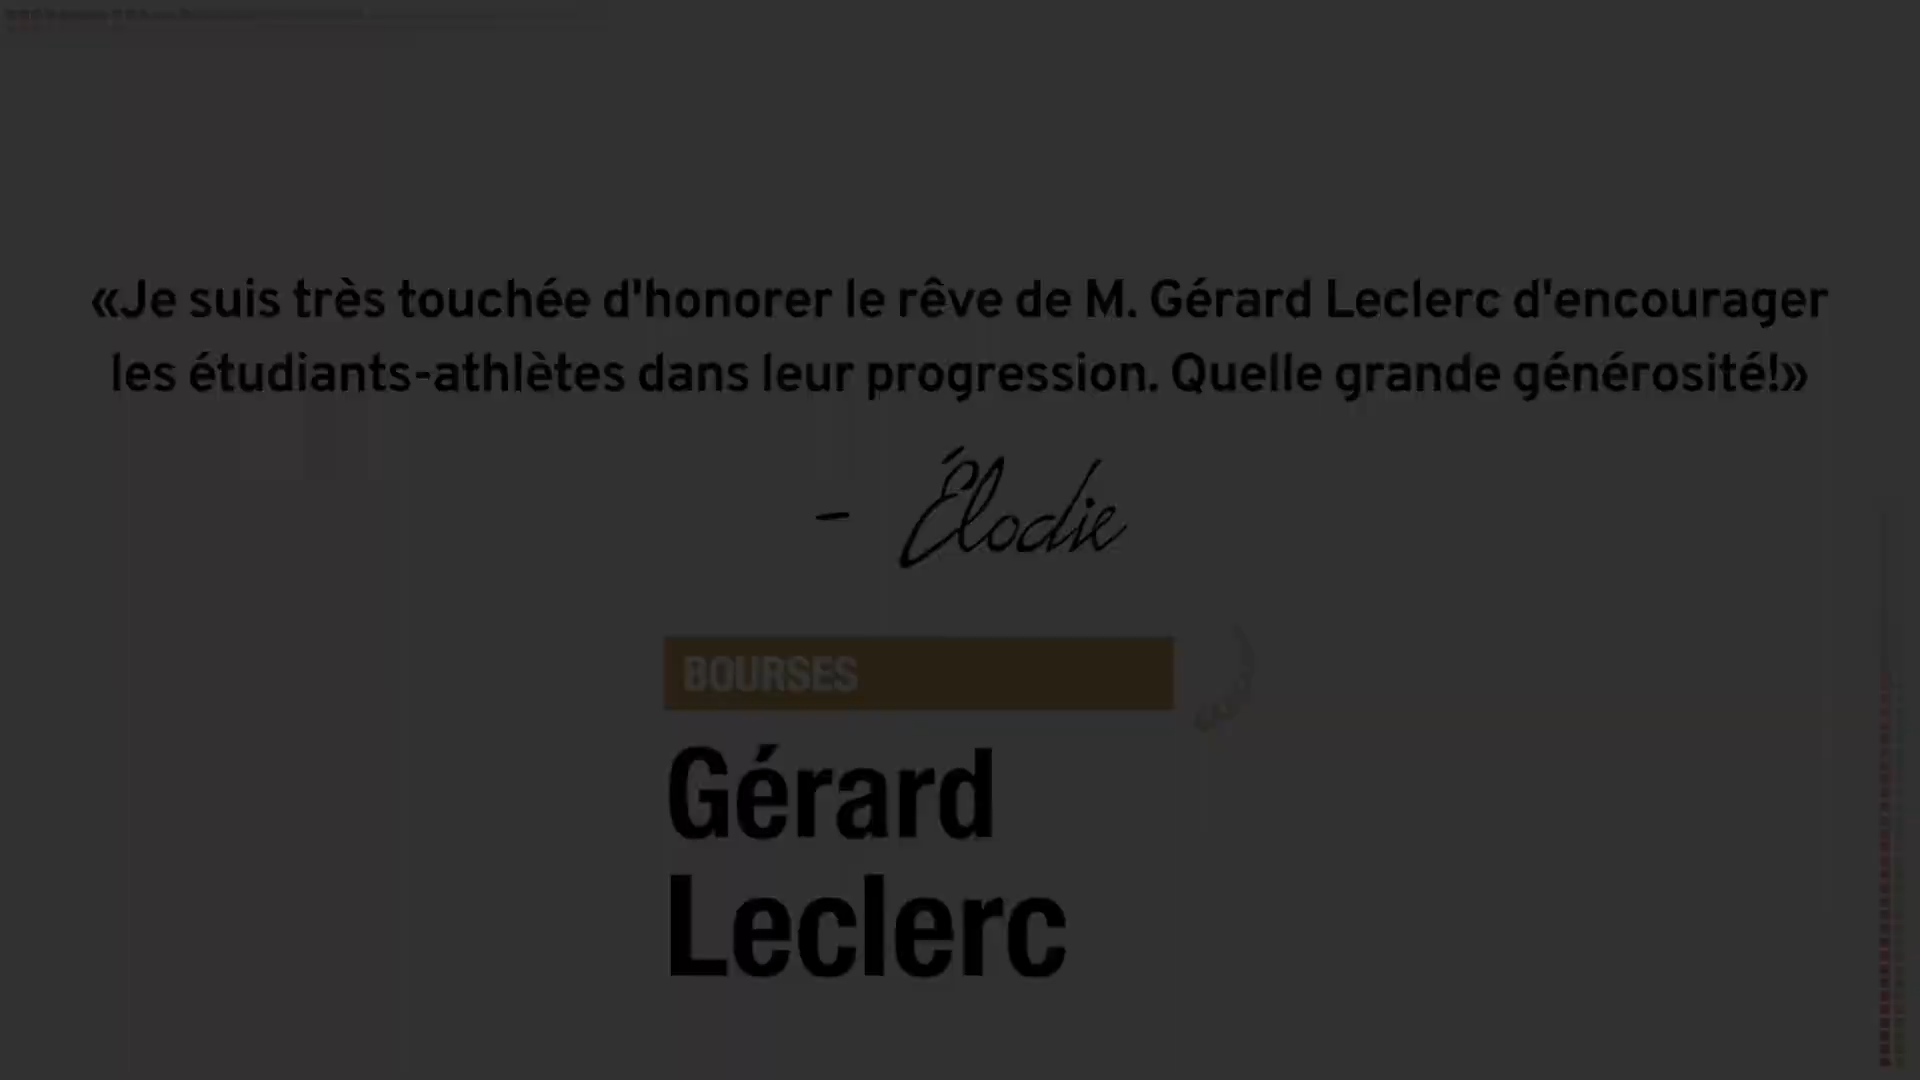 «Je suis très touchée d'honorer le rêve de M. Gérard Leclerc d'encourager
les étudiants-athlètes dans leur progression. Quelle grande générosité!»
- Élodie
BOURSES
Gérard
Leclerc